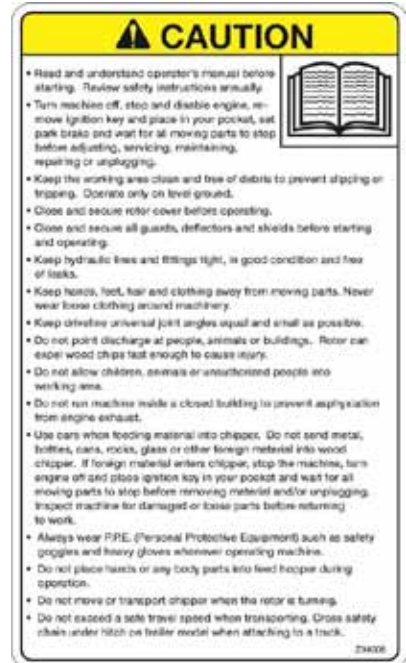 CAUTION
• Read and understand operator's manual before
starting. Review safety instructions annually.
• Turn machine off, stop and disable engine, re-
move ignition key and place in your pocket, set
park brake and wait for all moving parts to stop
before adjusting, servicing, maintaining,
repairing or unplugging.
• Keep the working area clean and free of debris to prevent slipping or
tripping. Operate only on level ground.
• Close and secure rotor cover before operating.
• Close and secure all guards, deflectors and shields before starting
and operating.
• Keep hydraulic lines and fittings tight, in good condition and free
of leaks.
• Keep hands, feet, hair and clothing away from moving parts. Never
wear loose clothing around machinery.
• Keep driveline universal joint angles equal and small as possible.
• Do not point discharge at people, animals or buildings. Rotor can
expel wood chips fast enough to cause injury.
• Do not allow children, animals or unauthorized people into
working area.
• Do not run machine inside a closed building to prevent asphyxiation
from engine exhaust.
• Use care when feeding material into chipper. Do not send metal,
bottles, cans, rocks, glass or other foreign material into wood
chipper. If foreign material enters chipper, stop the machine, turn
engine off and place ignition key in your pocket and wait for all
moving parts to stop before removing material and/or unplugging.
Inspect machine for damaged or loose parts before returning
to work.
• Always wear P.P.E. (Personal Protective Equipment) such as safety
goggles and heavy gloves whenever operating machine.
• Do not place hands or any body parts into feed hopper during
operation.
• Do not move or transport chipper when the rotor is turning.
• Do not exceed a safe travel speed when transporting. Cross safety
chain under hitch on trailer model when attaching to a truck.